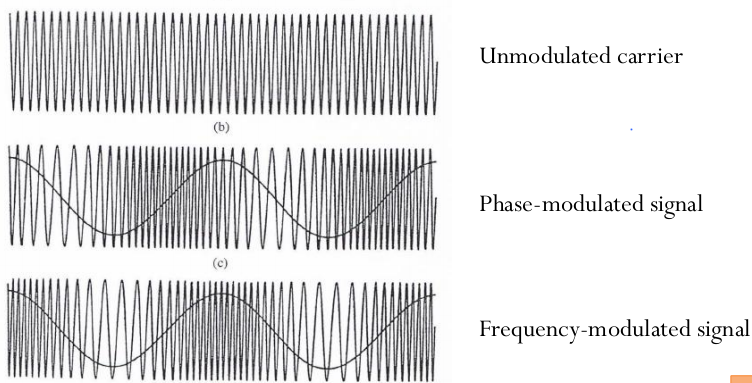 Unmodulated carrier
(b)
Phase-modulated signal
(c)
Frequency-modulated signal